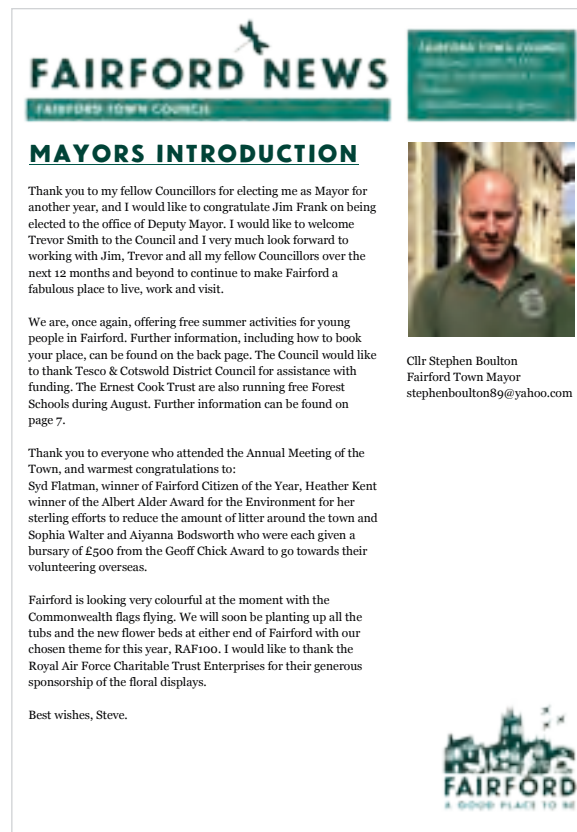 FAIRFORD NEWS
FAIRFORD TOWN COUNCIL
FAIRFORD TOWN COUNCIL
MAYORS INTRODUCTION
Thank you to my fellow Councillors for electing me as Mayor for
another year, and I would like to congratulate Jim Frank on being
elected to the office of Deputy Mayor. I would like to welcome
Trevor Smith to the Council and I very much look forward to
working with Jim, Trevor and all my fellow Councillors over the
next 12 months and beyond to continue to make Fairford a
fabulous place to live, work and visit.
We are, once again, offering free summer activities for young
people in Fairford. Further information, including how to book
your place, can be found on the back page. The Council would like
to thank Tesco & Cotswold District Council for assistance with
funding. The Ernest Cook Trust are also running free Forest
Schools during August. Further information can be found on
page 7.
Thank you to everyone who attended the Annual Meeting of the
Town, and warmest congratulations to:
Syd Flatman, winner of Fairford Citizen of the Year, Heather Kent
winner of the Albert Alder Award for the Environment for her
sterling efforts to reduce the amount of litter around the town and
Sophia Walter and Aiyanna Bodsworth who were each given a
bursary of £500 from the Geoff Chick Award to go towards their
volunteering overseas.
Fairford is looking very colourful at the moment with the
Commonwealth flags flying. We will soon be planting up all the
tubs and the new flower beds at either end of Fairford with our
chosen theme for this year, RAF100. I would like to thank the
Royal Air Force Charitable Trust Enterprises for their generous
sponsorship of the floral displays.
Best wishes, Steve.
Cllr Stephen Boulton
Fairford Town Mayor
stephenboulton89@yahoo.com
FAIRFORD
A GOOD PLACE TO BE